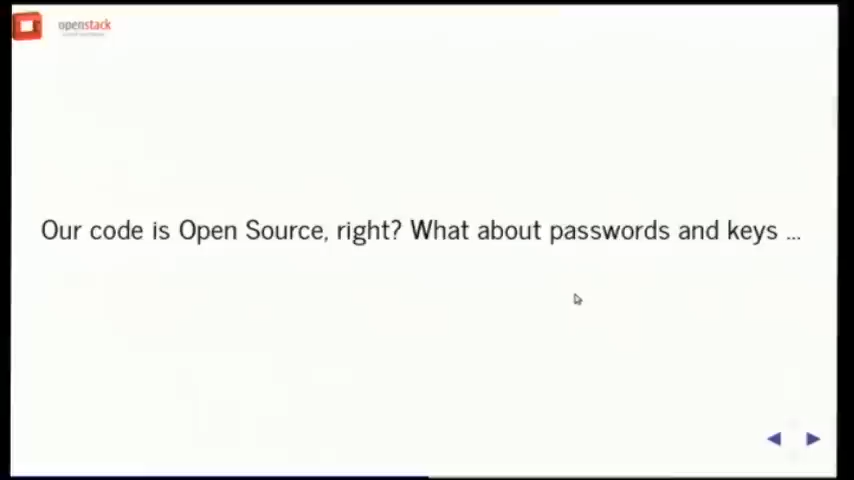 openstack
Our code is Open Source, right? What about passwords and keys ...